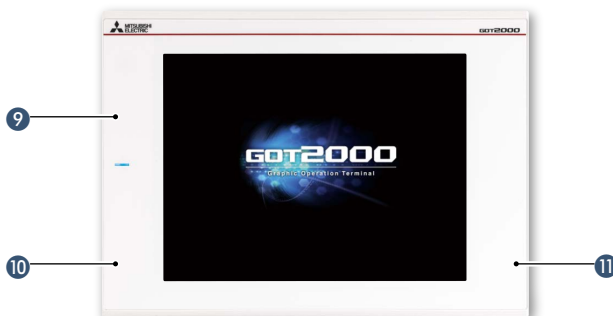 MITSUBISHI
ELECTRIC
GOT2000
9
GOT2000
Graphic Operation Terminal
10
11